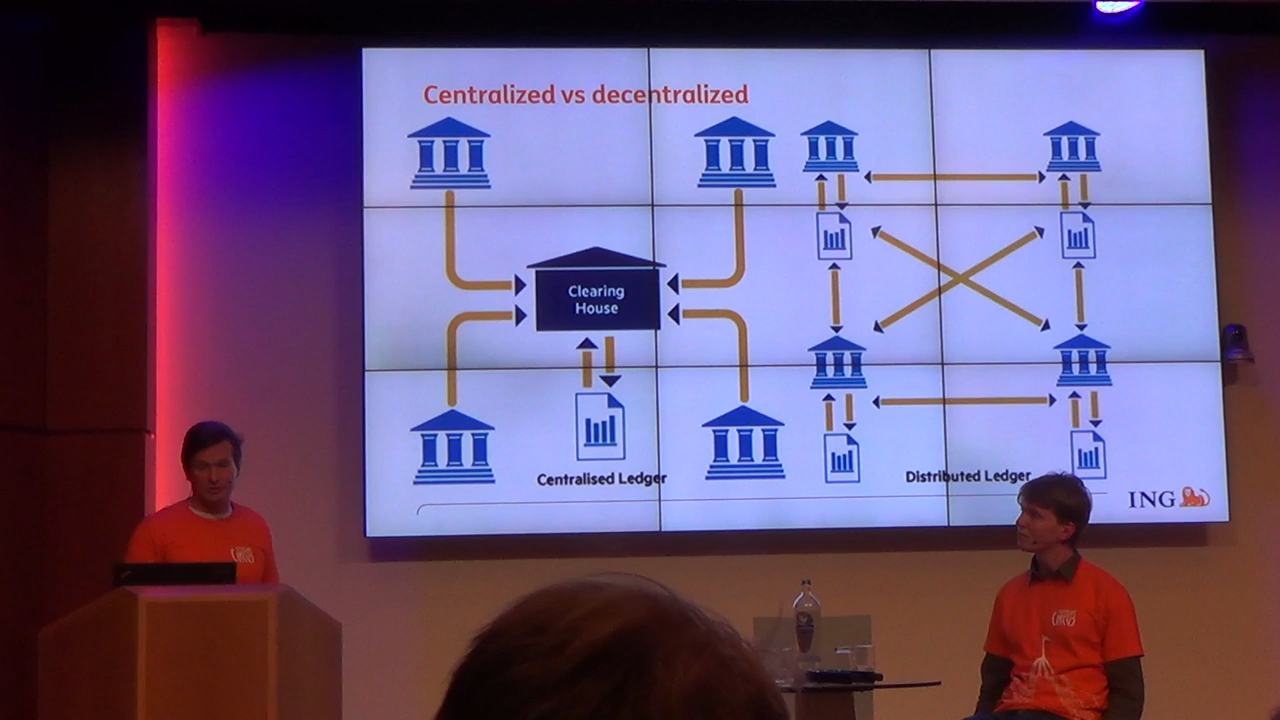 Centralized vs decentralized
Clearing
House
Centralised Ledger
Distributed Ledger
ING